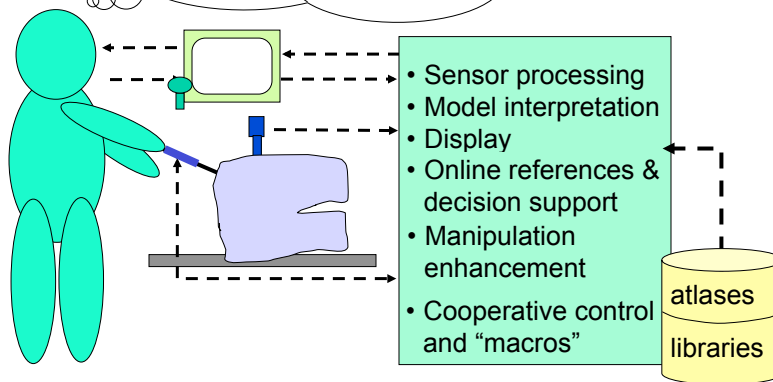 • Sensor processing
• Model interpretation
• Display
• Online references &
decision support
• Manipulation
enhancement
• Cooperative control
and “macros”
atlases
libraries